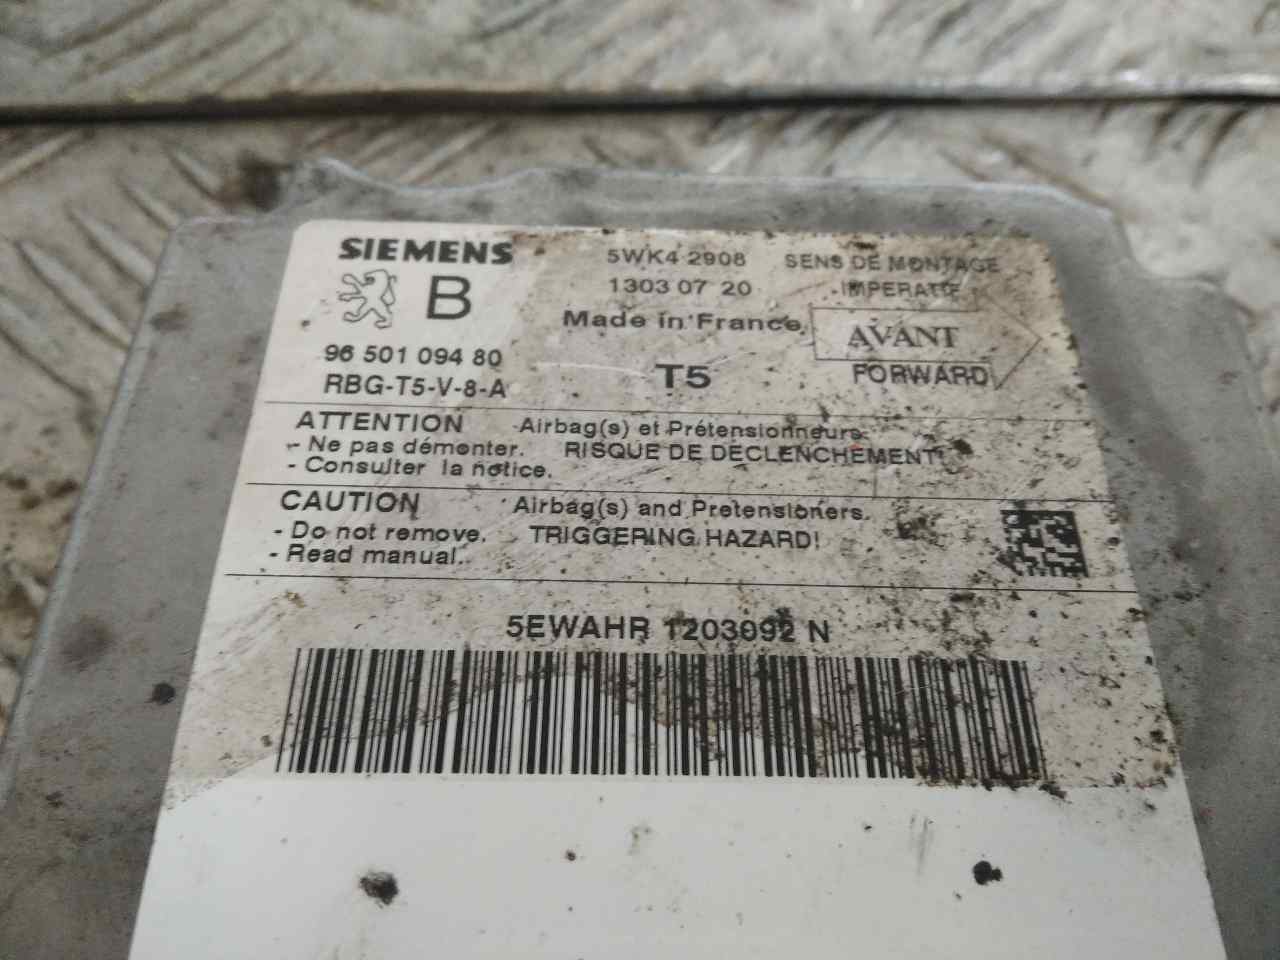 SIEMENS
B
96 501 094 80
RBG-T5-V-8-A
5WK4 2908
1303 07 20
Made in France
T5
SENS DE MONTAGE
IMPERATIF
AVANT
FORWARD
ATTENTION Airbag(s) et Prétensionneurs.
- Ne pas démonter. RISQUE DE DECLENCHEMENT!
- Consulter la notice.
CAUTION Airbag(s) and Pretensioners.
- Do not remove. TRIGGERING HAZARD!
- Read manual.
5EWAHR 1203092 N